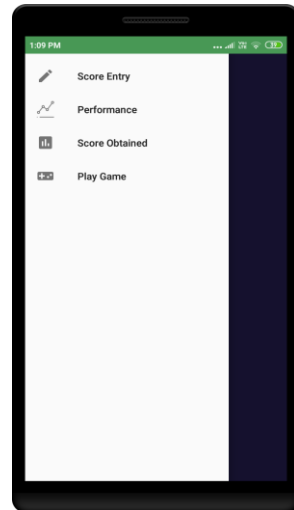 1:09 PM
Score Entry
Performance
Score Obtained
Play Game